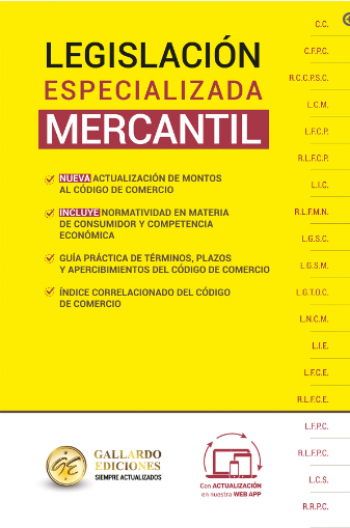 LEGISLACIÓN
ESPECIALIZADA
MERCANTIL
NUEVA ACTUALIZACIÓN DE MONTOS
AL CÓDIGO DE COMERCIO
INCLUYE NORMATIVIDAD EN MATERIA
DE CONSUMIDOR Y COMPETENCIA
ECONÓMICA
GUÍA PRÁCTICA DE TÉRMINOS, PLAZOS
Y APERCIBIMIENTOS DEL CÓDIGO DE COMERCIO
ÍNDICE CORRELACIONADO DEL CÓDIGO
DE COMERCIO
C.C.
C.F.P.C.
R.C.C.P.S.C.
L.C.M.
L.F.C.P.
R.L.F.C.P.
L.I.C.
R.L.F.M.N.
L.G.S.C.
L.G.S.M.
L.G.T.O.C.
L.N.C.M.
L.I.E.
L.F.C.E.
R.L.F.C.E.
L.F.P.C.
R.L.F.P.C.
L.C.S.
R.R.P.C.
GE
GALLARDO
EDICIONES
SIEMPRE ACTUALIZADOS
Con ACTUALIZACIÓN
en nuestra WEB APP